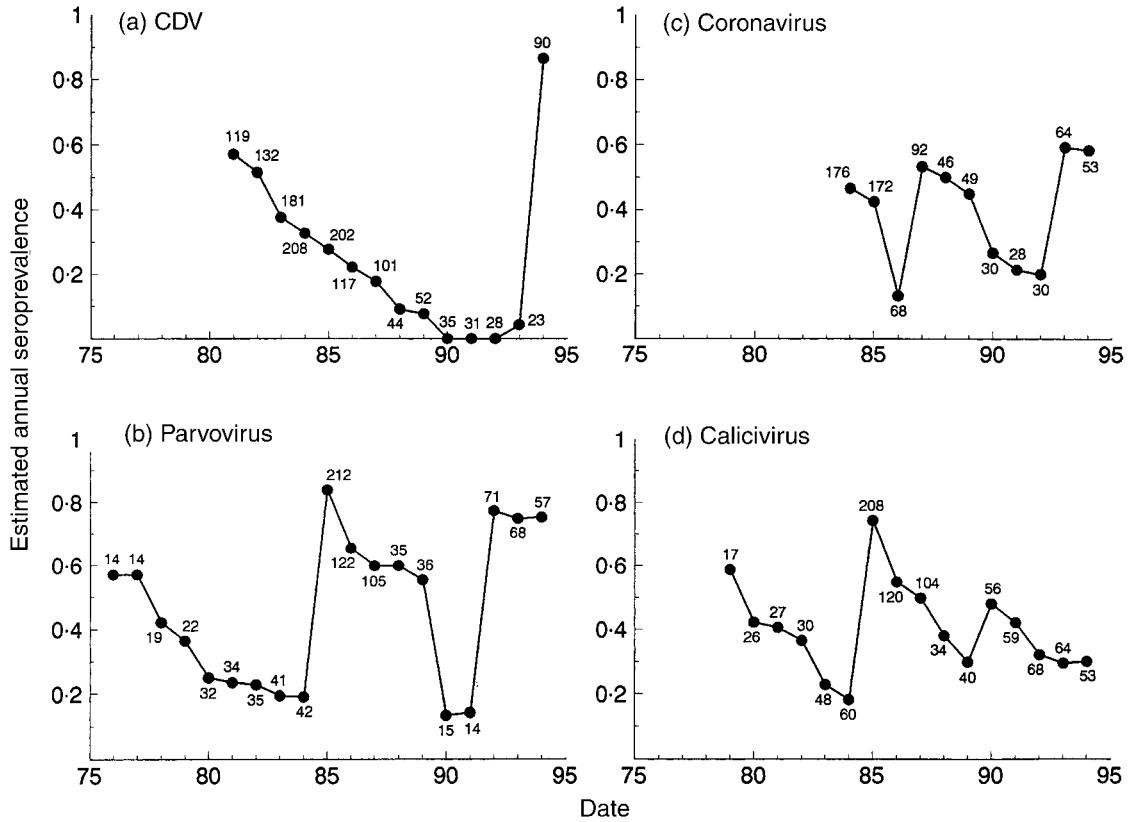 Estimated annual seroprevalence
(a) CDV
1
0·8
0·6
0·4
0·2
75 80 85 90 95
119 132 181 208 202 117 101 44 52 35 31 28 23 90
(c) Coronavirus
1
0·8
0·6
0·4
0·2
75 80 85 90 95
176 172 68 92 46 49 30 28 30 64 53
(b) Parvovirus
1
0·8
0·6
0·4
0·2
75 80 85 90 95
14 14 19 22 32 34 35 41 42 212 122 105 35 36 15 14 71 68 57
(d) Calicivirus
1
0·8
0·6
0·4
0·2
75 80 85 90 95
17 26 27 30 48 60 208 120 104 34 40 56 59 68 64 53
Date